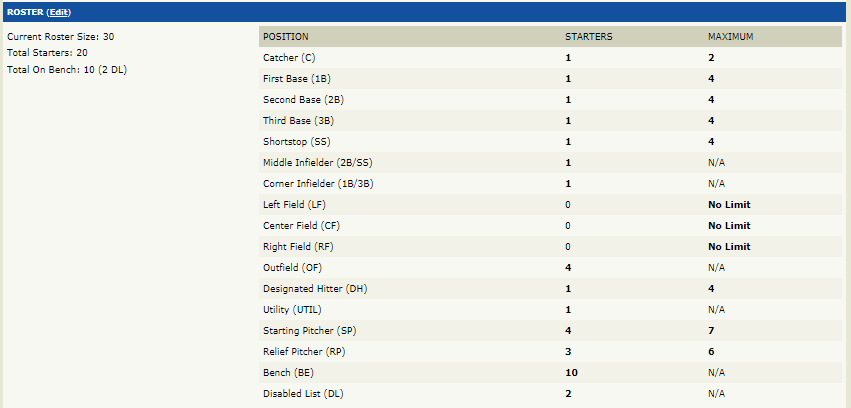 ROSTER (Edit)
Current Roster Size: 30
Total Starters: 20
Total On Bench: 10 (2 DL)
POSITION STARTERS MAXIMUM
Catcher (C) 1 2
First Base (1B) 1 4
Second Base (2B) 1 4
Third Base (3B) 1 4
Shortstop (SS) 1 4
Middle Infielder (2B/SS) 1 N/A
Corner Infielder (1B/3B) 1 N/A
Left Field (LF) 0 No Limit
Center Field (CF) 0 No Limit
Right Field (RF) 0 No Limit
Outfield (OF) 4 N/A
Designated Hitter (DH) 1 4
Utility (UTIL) 1 N/A
Starting Pitcher (SP) 4 7
Relief Pitcher (RP) 3 6
Bench (BE) 10 N/A
Disabled List (DL) 2 N/A